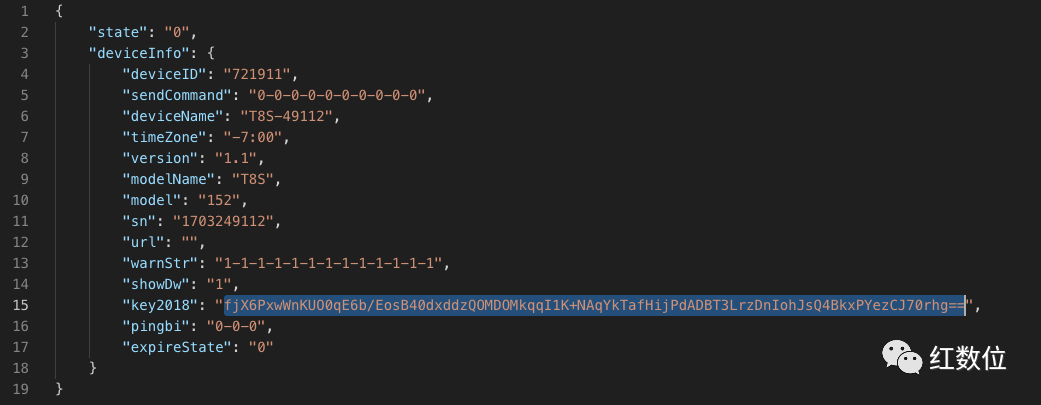 1 {
2 "state": "0",
3 "deviceInfo": {
4 "deviceID": "721911",
5 "sendCommand": "0-0-0-0-0-0-0-0-0-0",
6 "deviceName": "T8S-49112",
7 "timeZone": "-7:00",
8 "version": "1.1",
9 "modelName": "T8S",
10 "model": "152",
11 "sn": "1703249112",
12 "url": "",
13 "warnStr": "1-1-1-1-1-1-1-1-1-1-1-1-1",
14 "showDw": "1",
15 "key2018": "fjX6PxwWnKUO0qE6b/EosB40dxddzQOMDOMkqqI1K+NAqYkTafHijPdADBT3LrzDnIohJsQ4BkxPYezCJ70rhg==",
16 "pingbi": "0-0-0",
17 "expireState": "0"
18 }
19 }
红数位